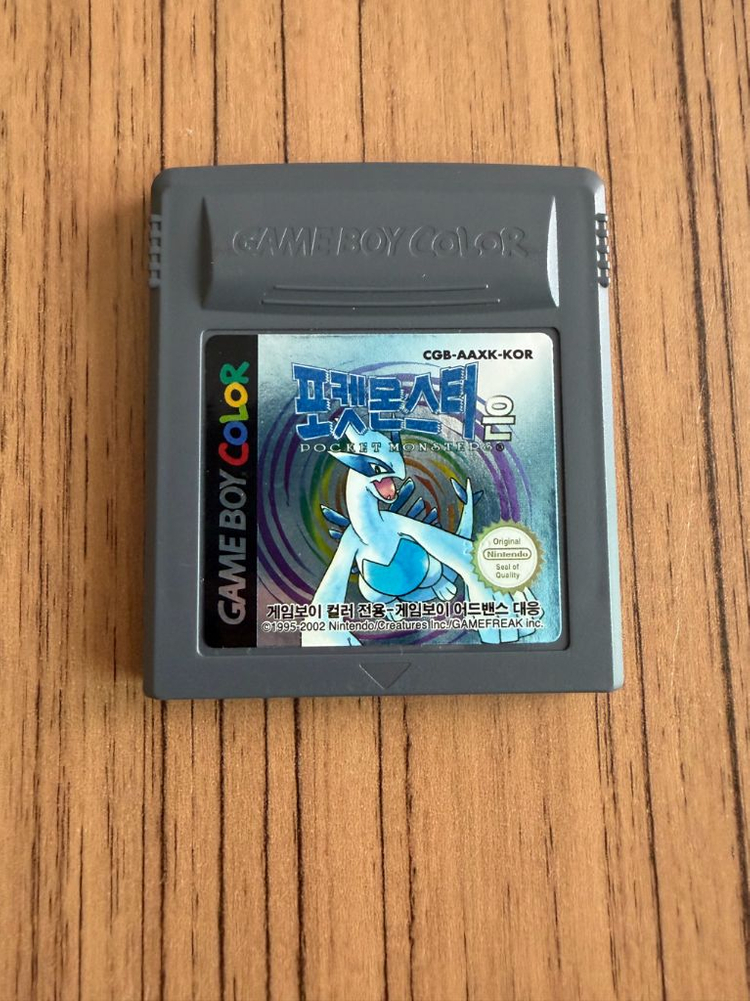 GAME BOY COLOR
GAME BOY COLOR
CGB-AAXK-KOR
포켓몬스터
은
POCKET MONSTERS®
Original
Nintendo
Seal of
Quality
게임보이 컬러 전용-게임보이 어드밴스 대응
©1995-2002 Nintendo/Creatures Inc./GAMEFREAK inc.